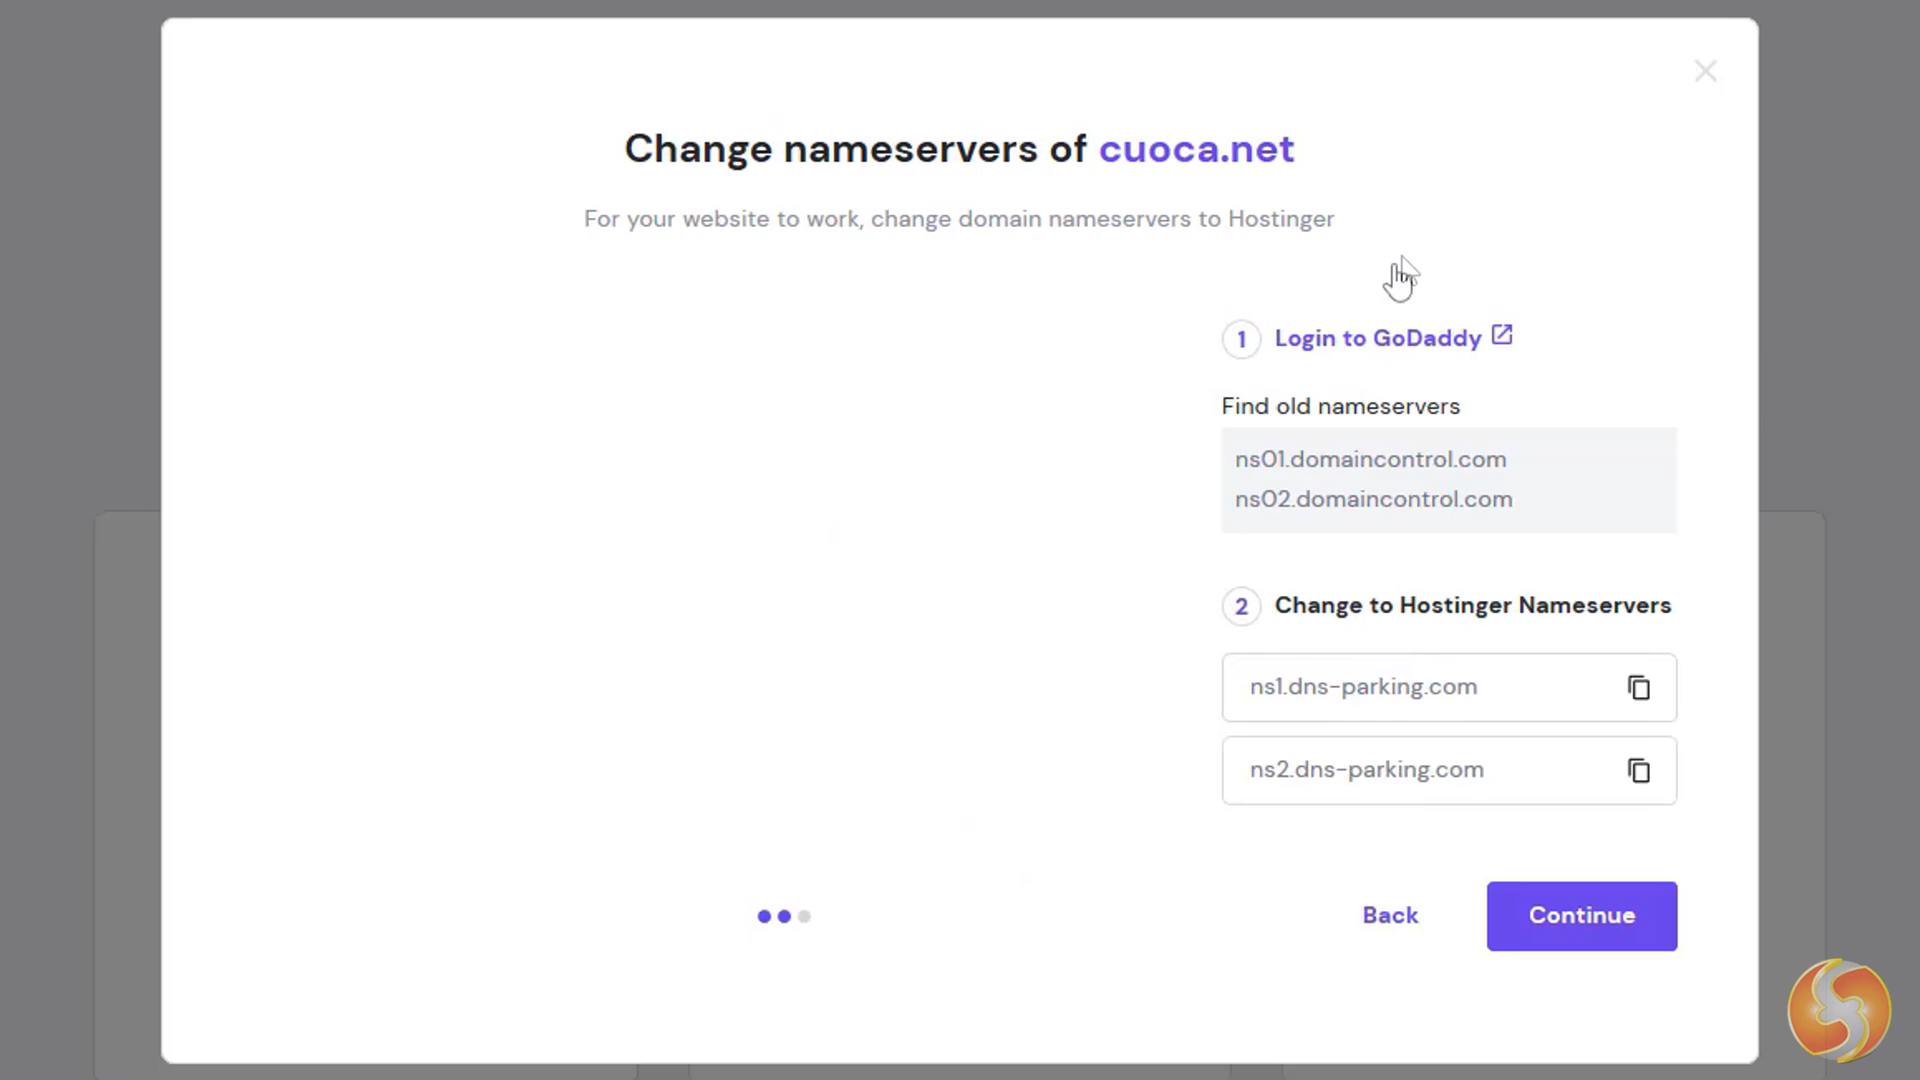 Change nameservers of cuoca.net
For your website to work, change domain nameservers to Hostinger
1 Login to GoDaddy
Find old nameservers
ns01.domaincontrol.com
ns02.domaincontrol.com
2 Change to Hostinger Nameservers
ns1.dns-parking.com
ns2.dns-parking.com
Back Continue